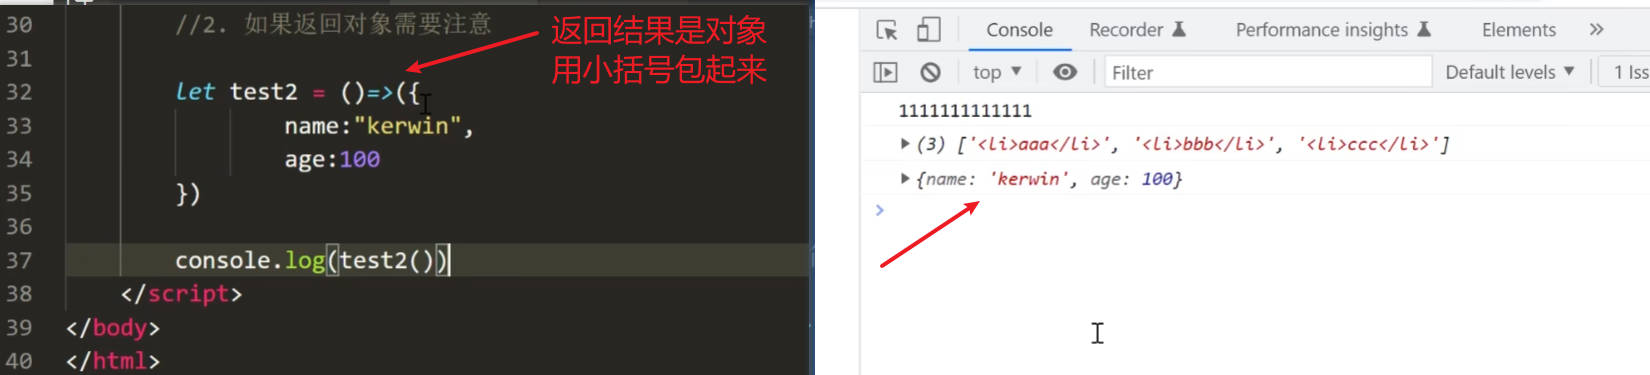 30 //2. 如果返回对象需要注意
31
32 let test2 = ()=>({
33 name:"kerwin",
34 age:100
35 })
36
37 console.log(test2())
38 </script>
39 </body>
40 </html>
返回结果是对象
用小括号包起来
Console Recorder Performance insights Elements »
top ▼ Filter Default levels ▼ 1 Iss
1111111111111
▶ (3) ['<li>aaa</li>', '<li>bbb</li>', '<li>ccc</li>']
▶ {name: 'kerwin', age: 100}
>